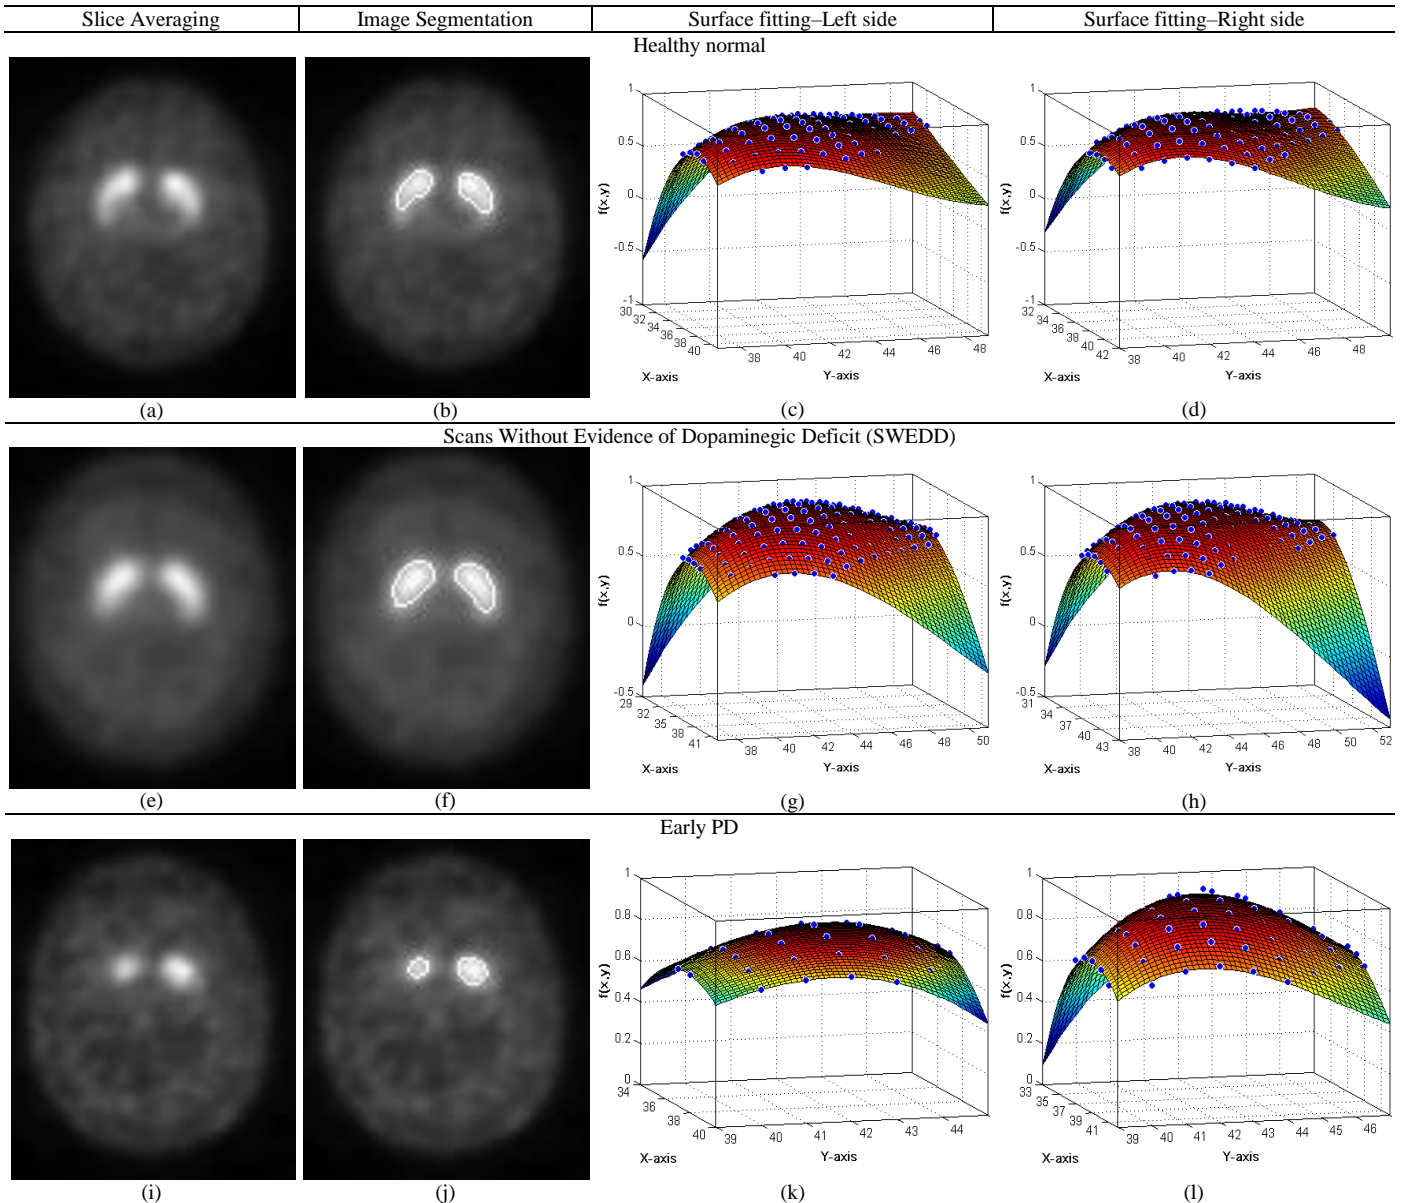 Slice Averaging Image Segmentation Surface fitting–Left side Surface fitting–Right side
Healthy normal
1
0.5
0
-0.5
-1
f(x,y)
30 32 34 36 38 40
X-axis
38 40 42 44 46 48
Y-axis
1
0.5
0
-0.5
-1
f(x,y)
32 34 36 38 40 42
X-axis
38 40 42 44 46 48
Y-axis
(a) (b) (c) (d)
Scans Without Evidence of Dopaminegic Deficit (SWEDD)
1
0.5
0
-0.5
f(x,y)
29 32 35 38 41
X-axis
38 40 42 44 46 48 50
Y-axis
1
0.5
0
-0.5
f(x,y)
31 34 37 40 43
X-axis
38 40 42 44 46 48 50 52
Y-axis
(e) (f) (g) (h)
Early PD
1
0.8
0.6
0.4
0.2
0
f(x,y)
34 36 38 40
X-axis
39 40 41 42 43 44
Y-axis
1
0.8
0.6
0.4
0.2
0
f(x,y)
33 35 37 39 41
X-axis
39 40 41 42 43 44 45 46
Y-axis
(i) (j) (k) (l)